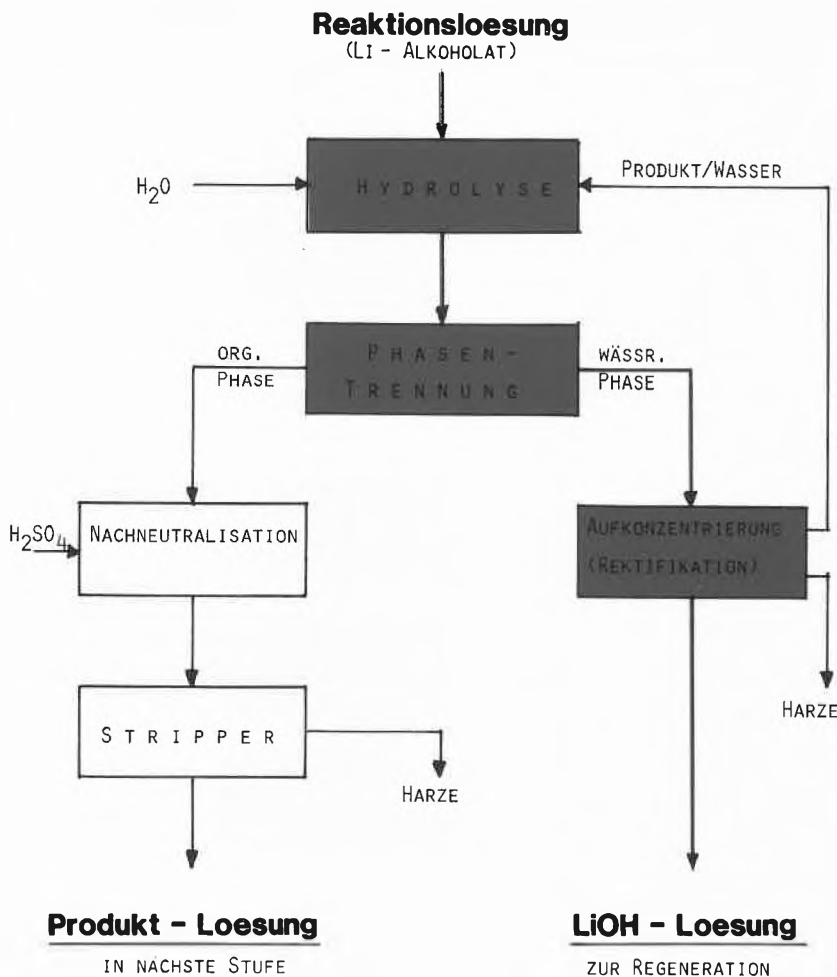 Reaktionsloesung
(LI - ALKOHOLAT)
H2O
HYDROLYSE
PRODUKT/WASSER
ORG.
PHASE
PHASEN-
TRENNUNG
WÄSSR.
PHASE
H2SO4
NACHNEUTRALISATION
AUFKONZENTRIERUNG
(REKTIFIKATION)
STRIPPER
HARZE
HARZE
Produkt - Loesung
IN NÄCHSTE STUFE
LiOH - Loesung
ZUR REGENERATION